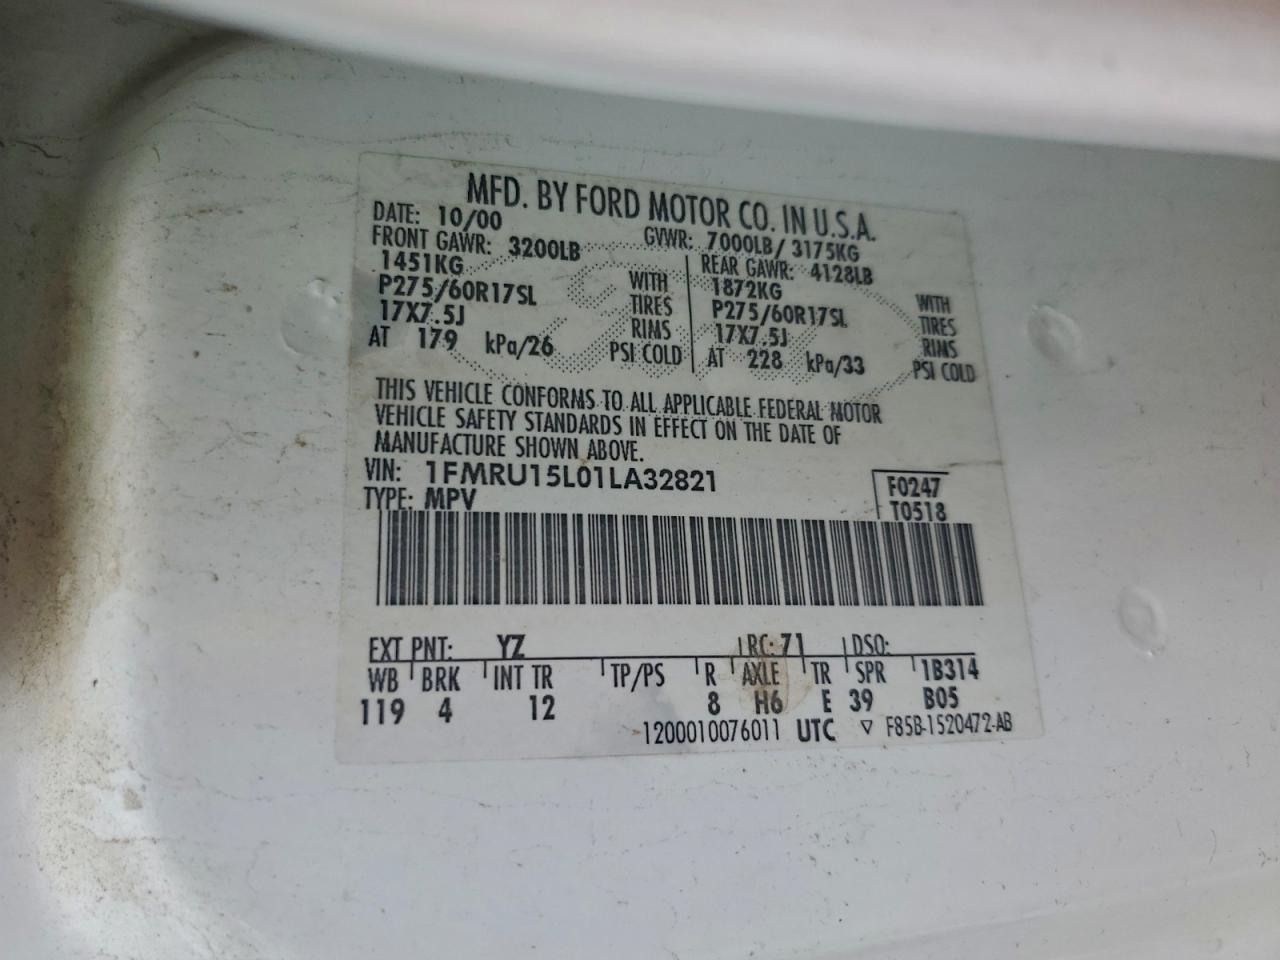 MFD. BY FORD MOTOR CO. IN U.S.A.
DATE: 10/00 GVWR: 7000LB/ 3175KG
FRONT GAWR: 3200LB REAR GAWR: 4128LB
1451KG WITH 1872KG WITH
P275/60R17SL TIRES P275/60R17SL TIRES
17X7.5J RIMS 17X7.5J RIMS
AT 179 kPa/26 PSI COLD AT 228 kPa/33 PSI COLD
THIS VEHICLE CONFORMS TO ALL APPLICABLE FEDERAL MOTOR
VEHICLE SAFETY STANDARDS IN EFFECT ON THE DATE OF
MANUFACTURE SHOWN ABOVE.
VIN: 1FMRU15L01LA32821 F0247
TYPE: MPV T0518
EXT PNT: YZ RC: 71 DSO:
WB BRK INT TR TP/PS R AXLE TR SPR 1B314
119 4 12 8 H6 E 39 B05
1200010076011 UTC ▽ F85B-1520472-AB